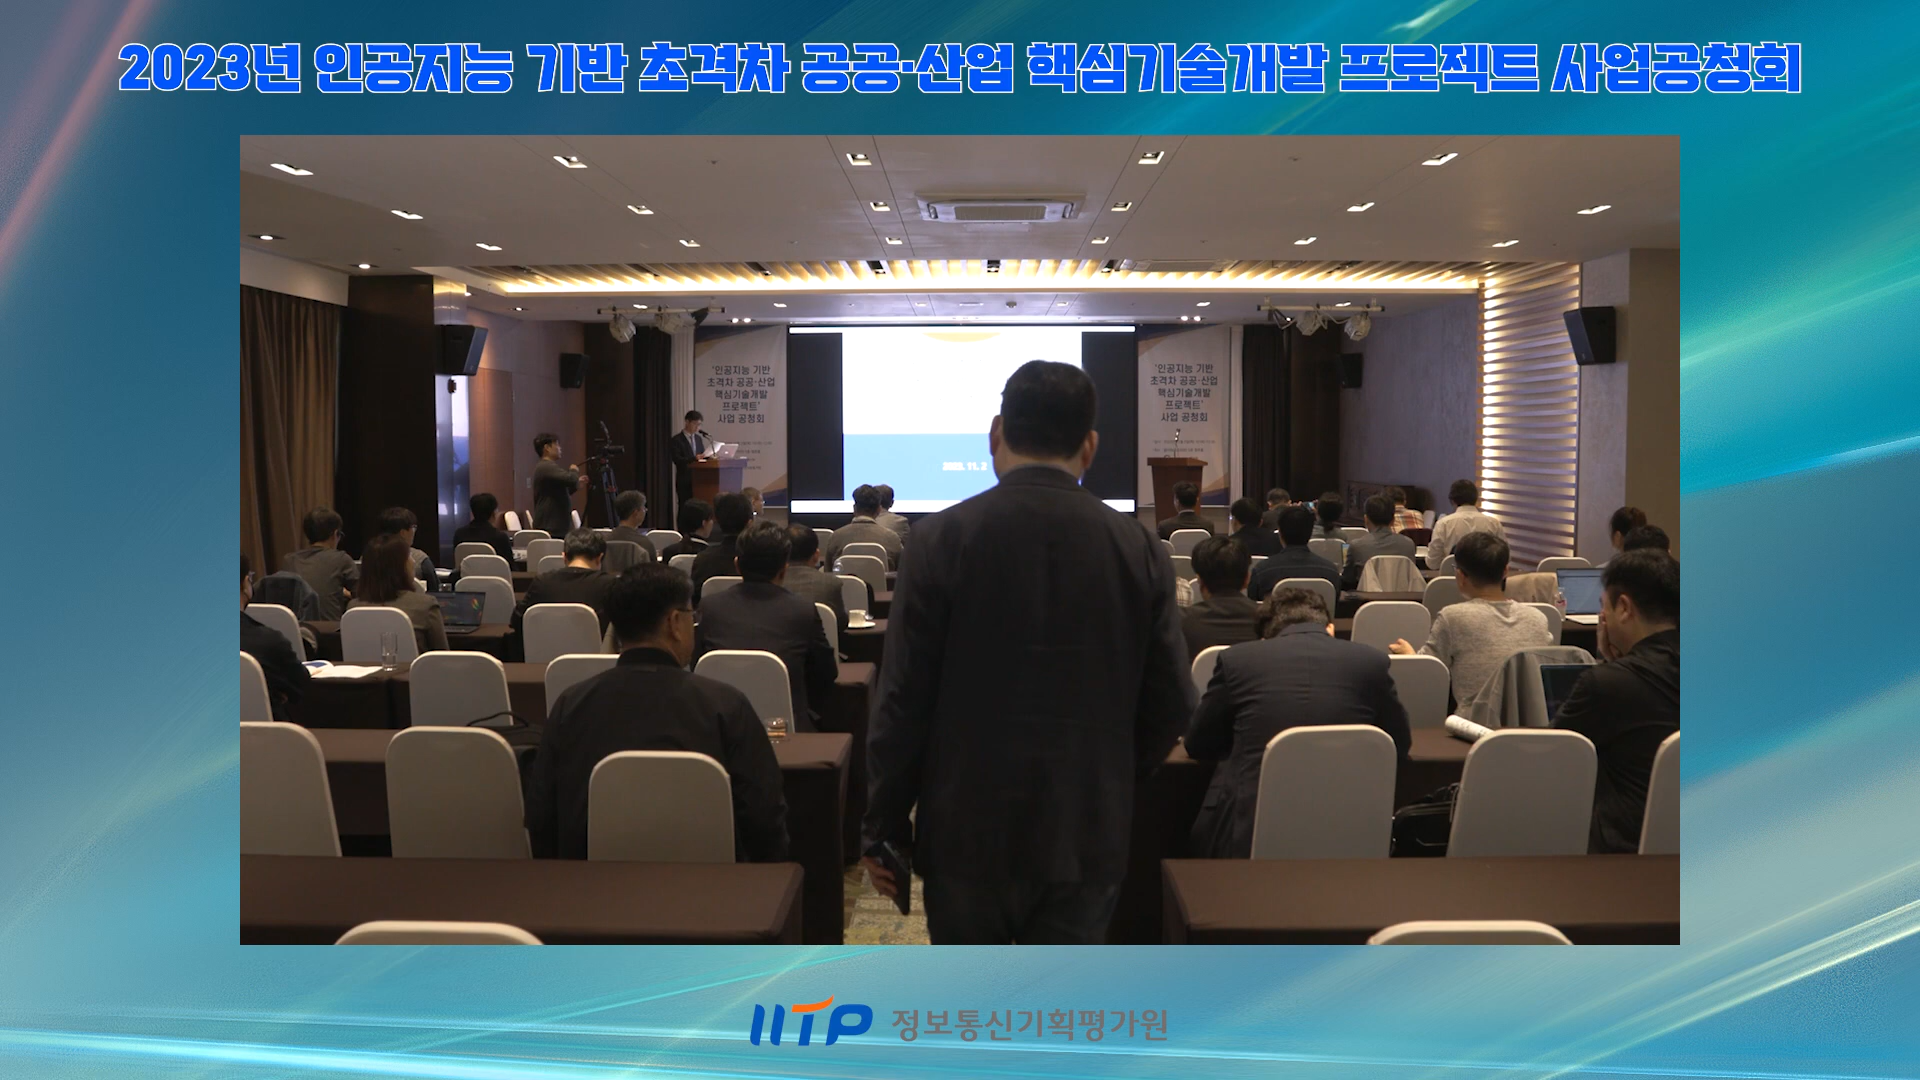 2023년 인공지능 기반 초격차 공공·산업 핵심기술개발 프로젝트 사업공청회
'인공지능 기반
초격차 공공·산업
핵심기술개발
프로젝트'
사업 공청회
2023. 11. 2
'인공지능 기반
초격차 공공·산업
핵심기술개발
프로젝트'
사업 공청회
IITP 정보통신기획평가원